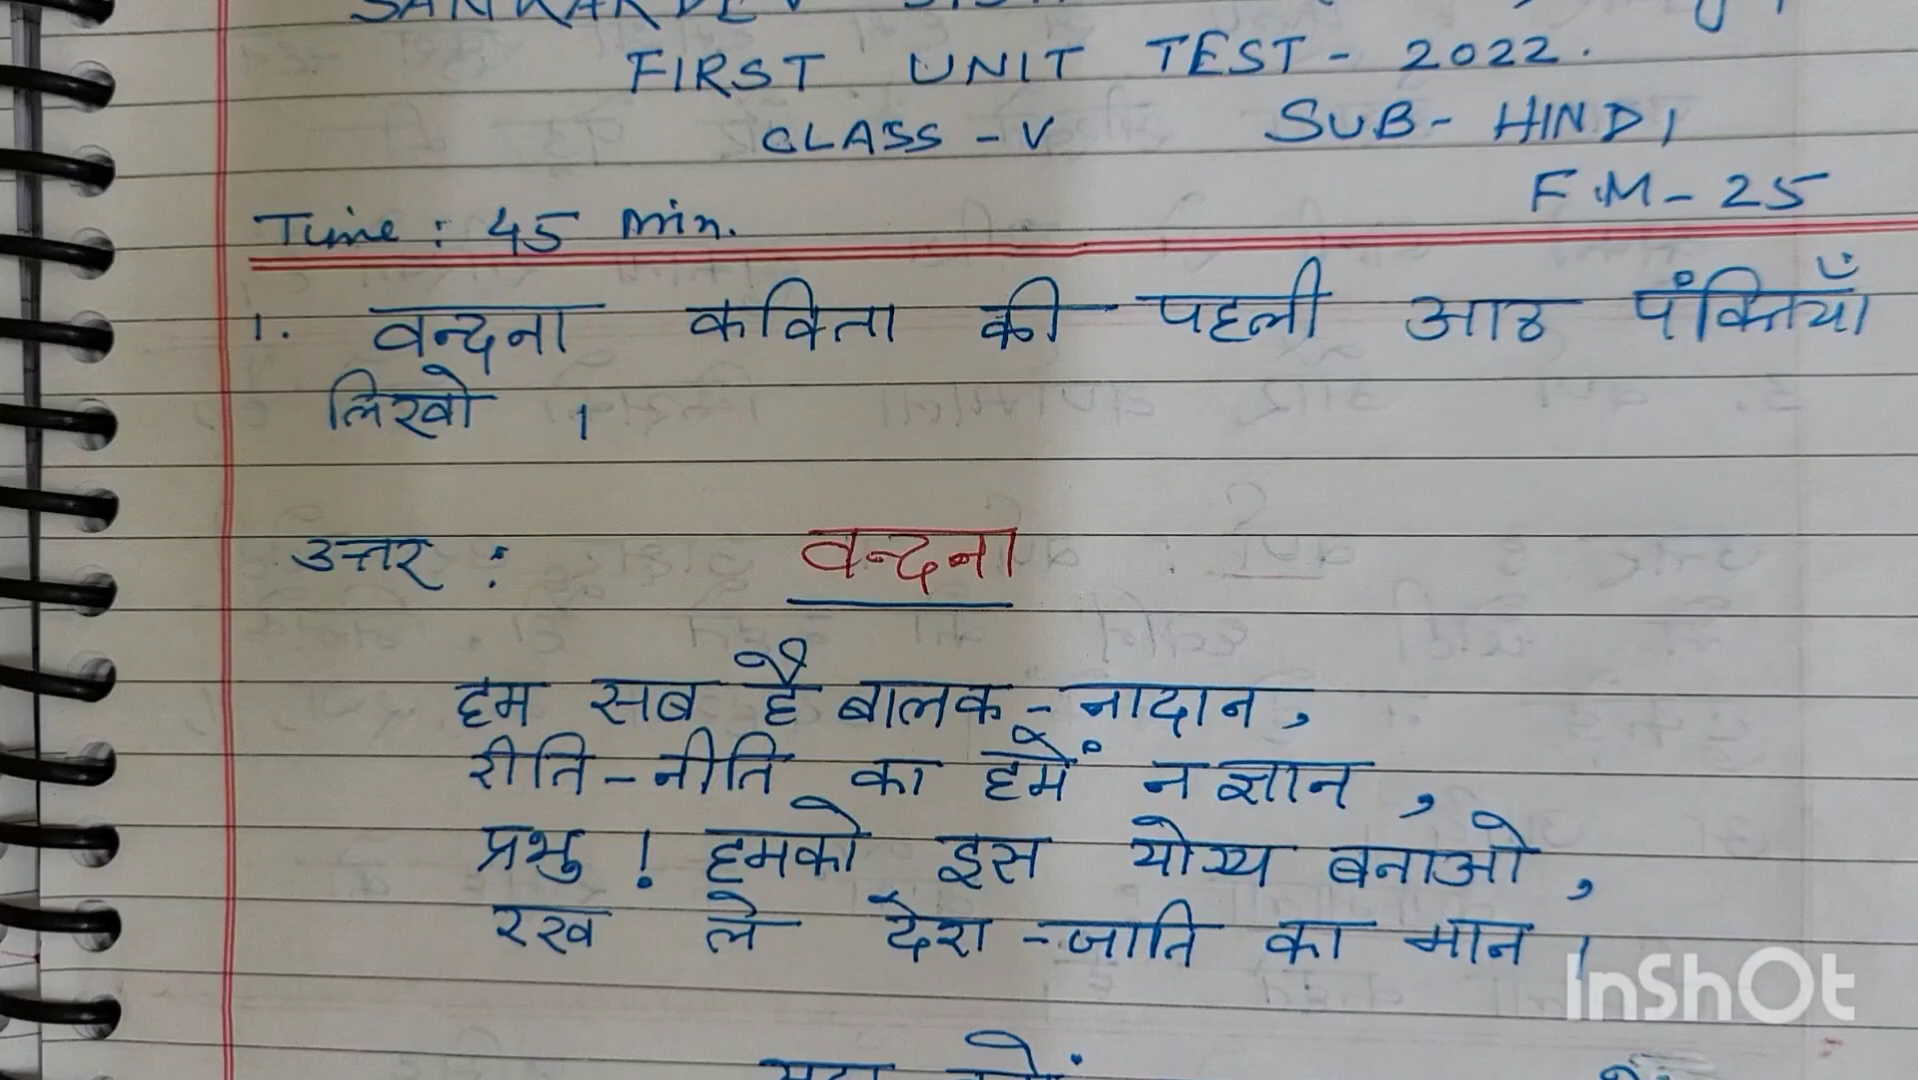 FIRST UNIT TEST - 2022.
CLASS - V SUB - HINDI
F.M - 25
Time : 45 min.
1. वन्दना कविता की पहली आठ पंक्तियाँ
लिखो ।
उत्तर : वन्दना
हम सब है बालक - नादान ,
रीति - नीति का हमें न ज्ञान ,
प्रभु ! हमको इस योग्य बनाओ ,
रख ले देश - जाति का मान ।
InShOt